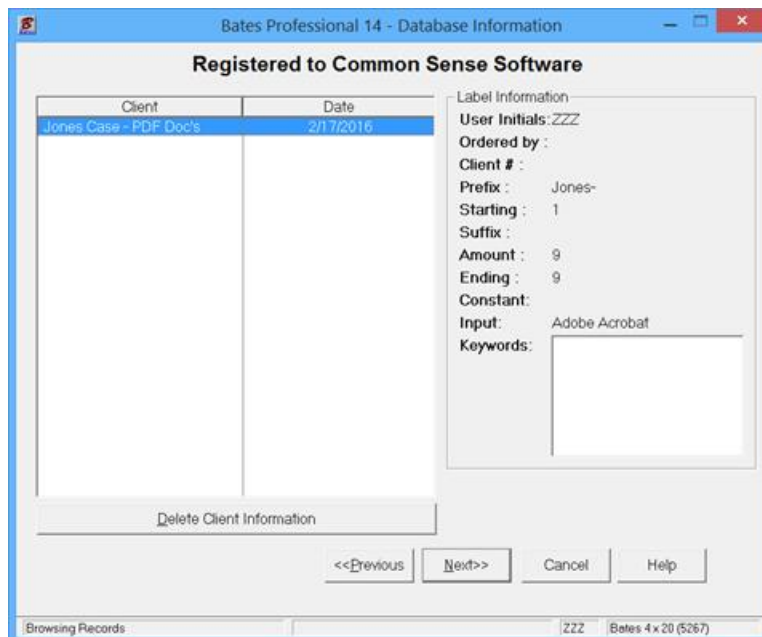 Bates Professional 14 - Database Information
Registered to Common Sense Software
Client Date
Jones Case - PDF Doc's 2/17/2016
Delete Client Information
Label Information
User Initials: ZZZ
Ordered by :
Client # :
Prefix : Jones-
Starting : 1
Suffix :
Amount : 9
Ending : 9
Constant:
Input: Adobe Acrobat
Keywords:
<<Previous Next>> Cancel Help
Browsing Records ZZZ Bates 4 x 20 (5267)